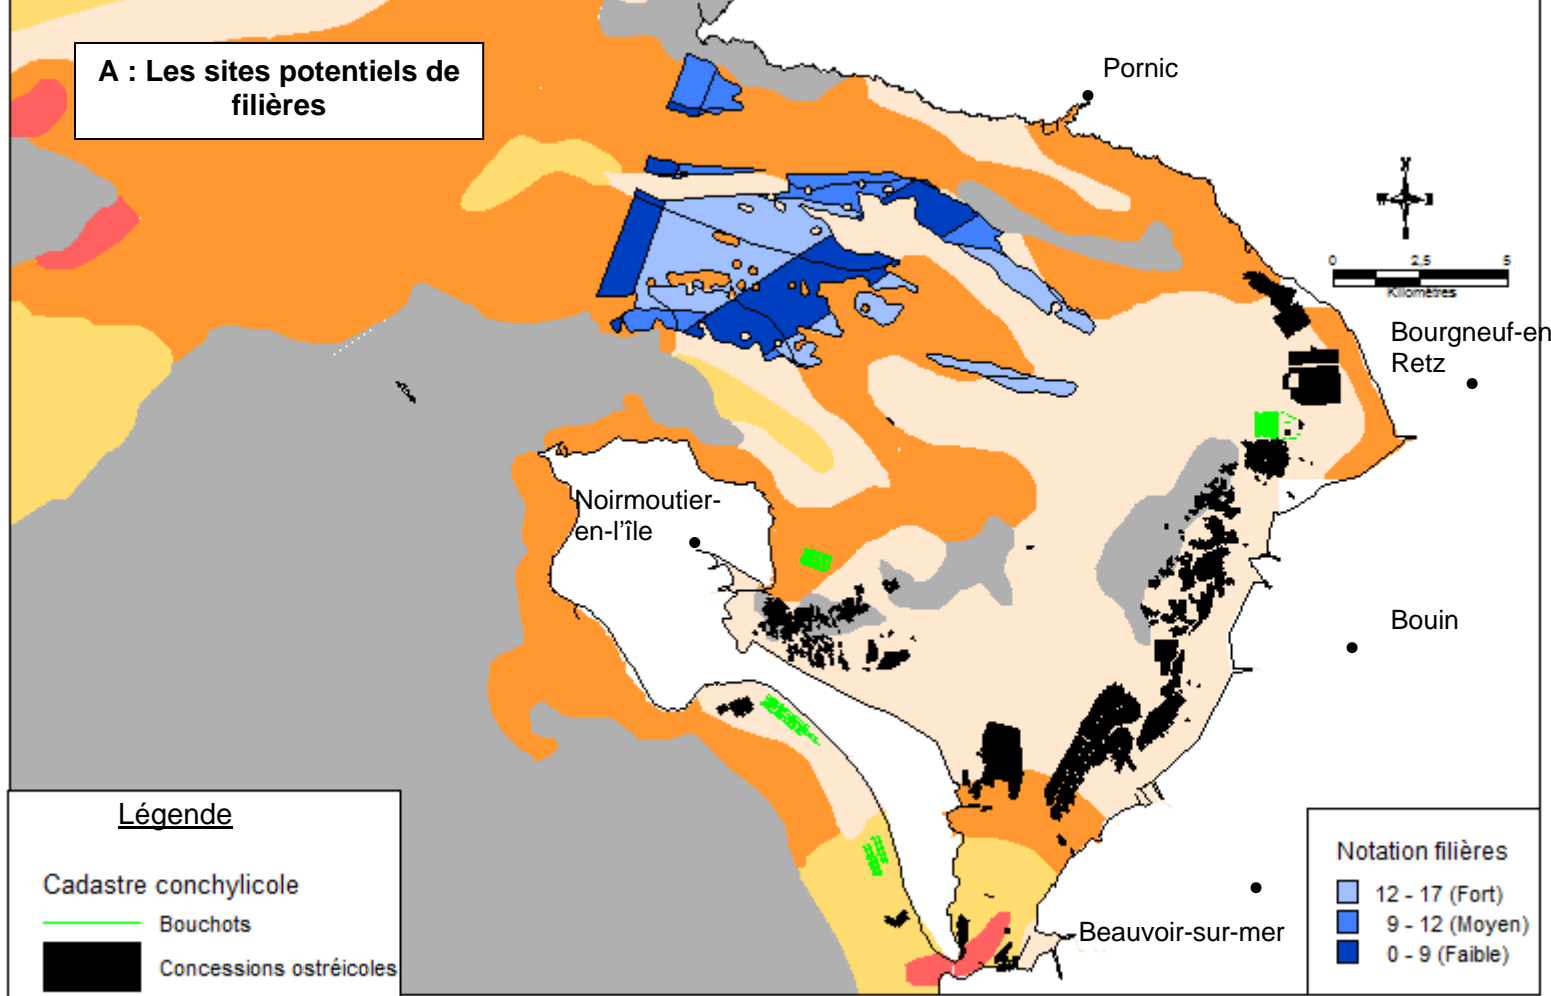 A : Les sites potentiels de
filières
Pornic
0 2,5 5
Kilomètres
Bourgneuf-en
Retz
Noirmoutier-
en-l'île
Bouin
Beauvoir-sur-mer
Légende
Cadastre conchylicole
Bouchots
Concessions ostréicoles
Notation filières
12 - 17 (Fort)
9 - 12 (Moyen)
0 - 9 (Faible)